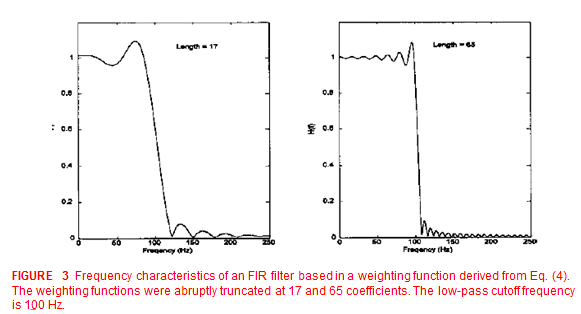 Length = 17
1
0.8
0.6
0.4
0.2
0
0 50 100 150 200 250
Frequency (Hz)
Length = 65
H(f)
1
0.8
0.6
0.4
0.2
0
0 50 100 150 200 250
Frequency (Hz)
FIGURE 3 Frequency characteristics of an FIR filter based in a weighting function derived from Eq. (4).
The weighting functions were abruptly truncated at 17 and 65 coefficients. The low-pass cutoff frequency
is 100 Hz.